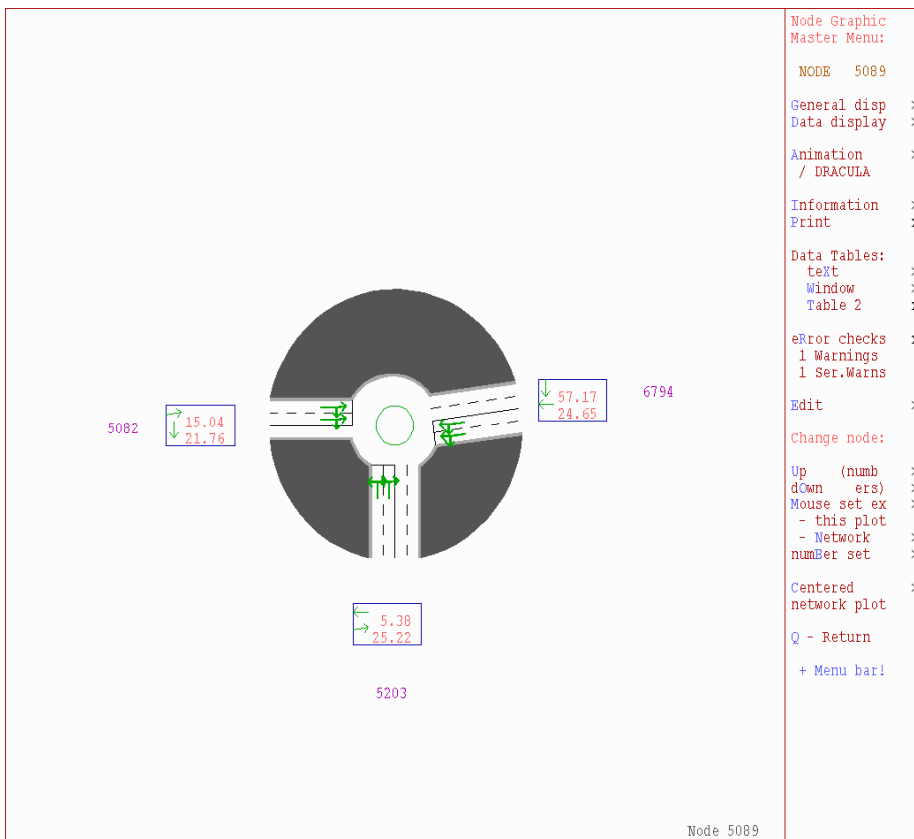 Node Graphic
Master Menu:
NODE 5089
General disp >
Data display >
Animation >
/ DRACULA
Information >
Print
Data Tables:
teXt >
Window >
Table 2
eRror checks
1 Warnings
1 Ser.Warns
Edit >
Change node:
Up (numb >
dOwn ers) >
Mouse set ex >
- this plot
- Network >
numBer set >
Centered >
network plot
Q - Return
+ Menu bar!
57.17
24.65
6794
5082
15.04
21.76
5.38
25.22
5203
Node 5089